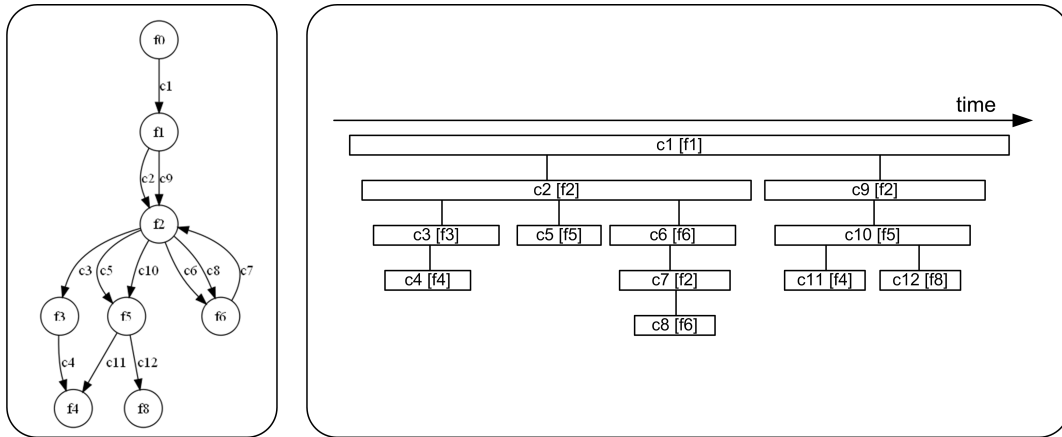 f0
c1
f1
c2 c9
f2
c3 c5 c10 c6 c8 c7
f3 f5 f6
c4 c11 c12
f4 f8
time
c1 [f1]
c2 [f2] c9 [f2]
c3 [f3] c5 [f5] c6 [f6] c10 [f5]
c4 [f4] c7 [f2] c11 [f4] c12 [f8]
c8 [f6]